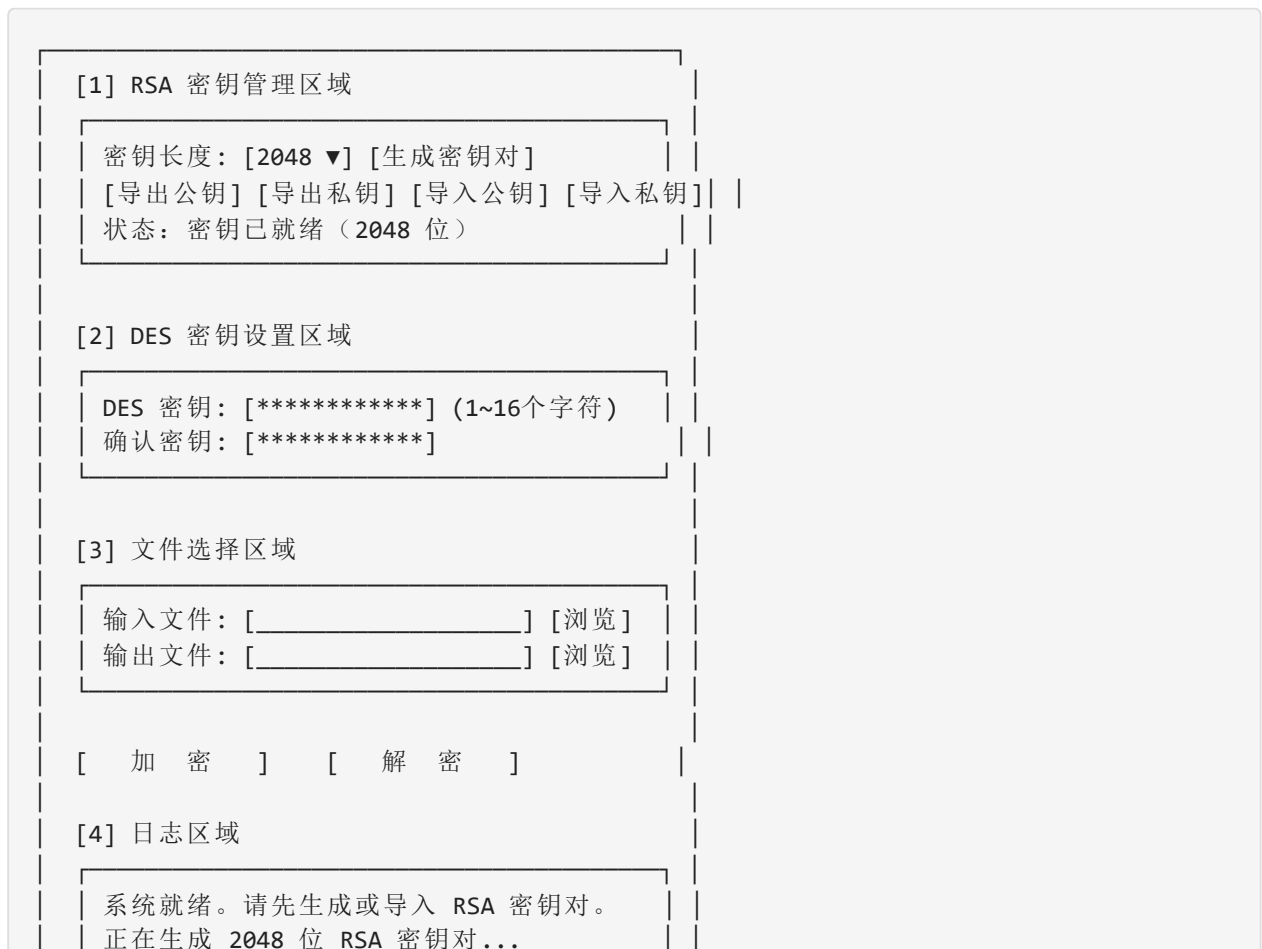 [1] RSA 密钥管理区域
密钥长度: [2048 ▼] [生成密钥对]
[导出公钥] [导出私钥] [导入公钥] [导入私钥]
状态: 密钥已就绪（2048 位）
[2] DES 密钥设置区域
DES 密钥: [************] (1~16个字符)
确认密钥: [************]
[3] 文件选择区域
输入文件: [___________________] [浏览]
输出文件: [___________________] [浏览]
[ 加 密 ] [ 解 密 ]
[4] 日志区域
系统就绪。请先生成或导入 RSA 密钥对。
正在生成 2048 位 RSA 密钥对...